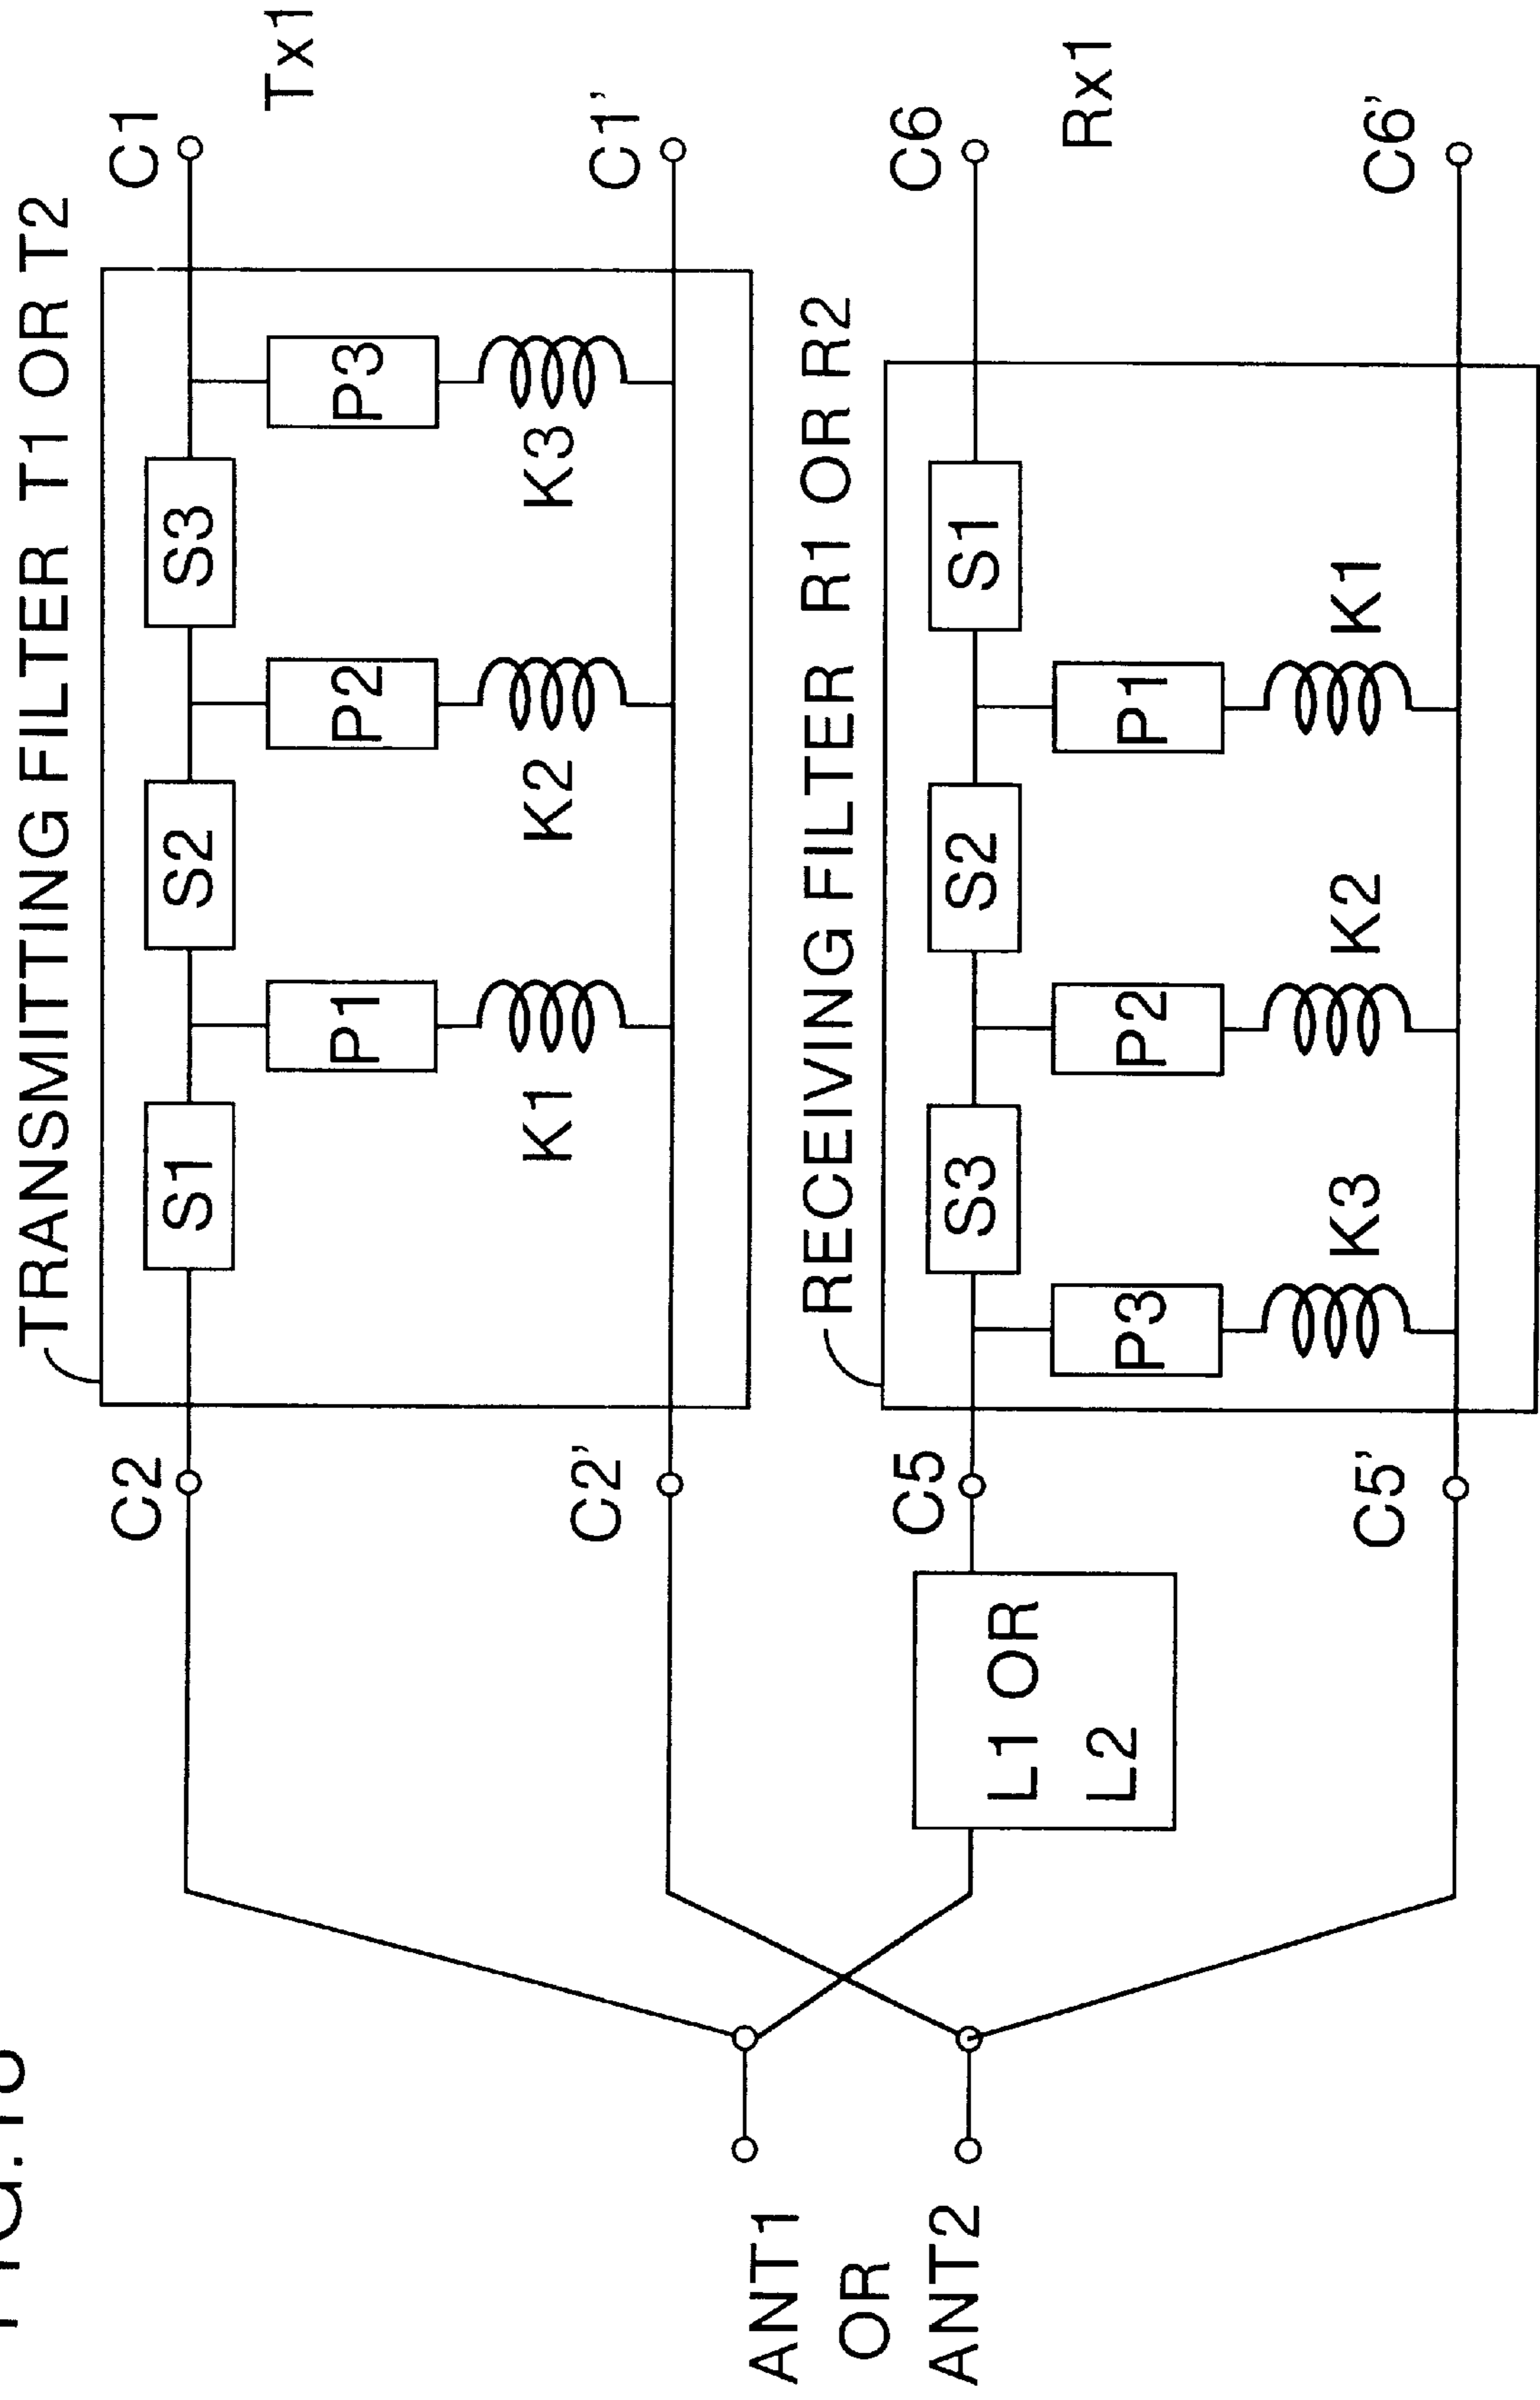 TRANSMITTING FILTER T1 OR T2
C2
S1
S2
S3
C1
P1
P2
P3
Tx1
K1
K2
K3
C2'
C1'
ANT1
OR
ANT2
RECEIVING FILTER R1 OR R2
C5
S3
S2
S1
C6
L1 OR
L2
P3
P2
P1
Rx1
K3
K2
K1
C5'
C6'